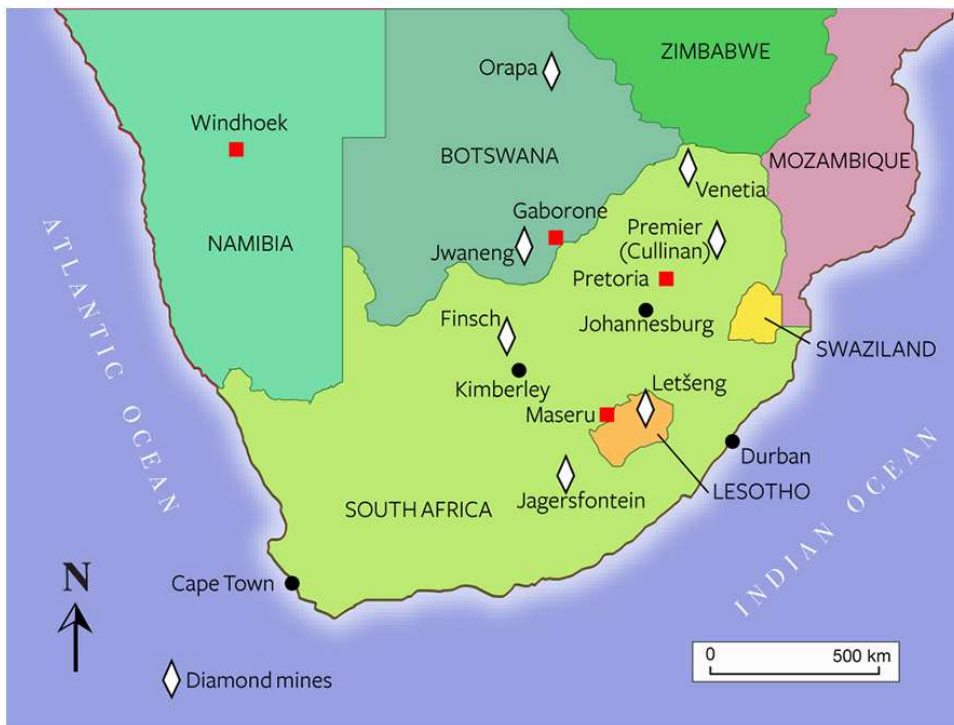 ZIMBABWE
Orapa
Windhoek
BOTSWANA
MOZAMBIQUE
Venetia
Gaborone
Premier
(Cullinan)
NAMIBIA
Jwaneng
Pretoria
Finsch
Johannesburg
SWAZILAND
Kimberley
Letšeng
Maseru
Durban
LESOTHO
Jagersfontein
SOUTH AFRICA
ATLANTIC OCEAN
INDIAN OCEAN
Cape Town
N
0 500 km
Diamond mines